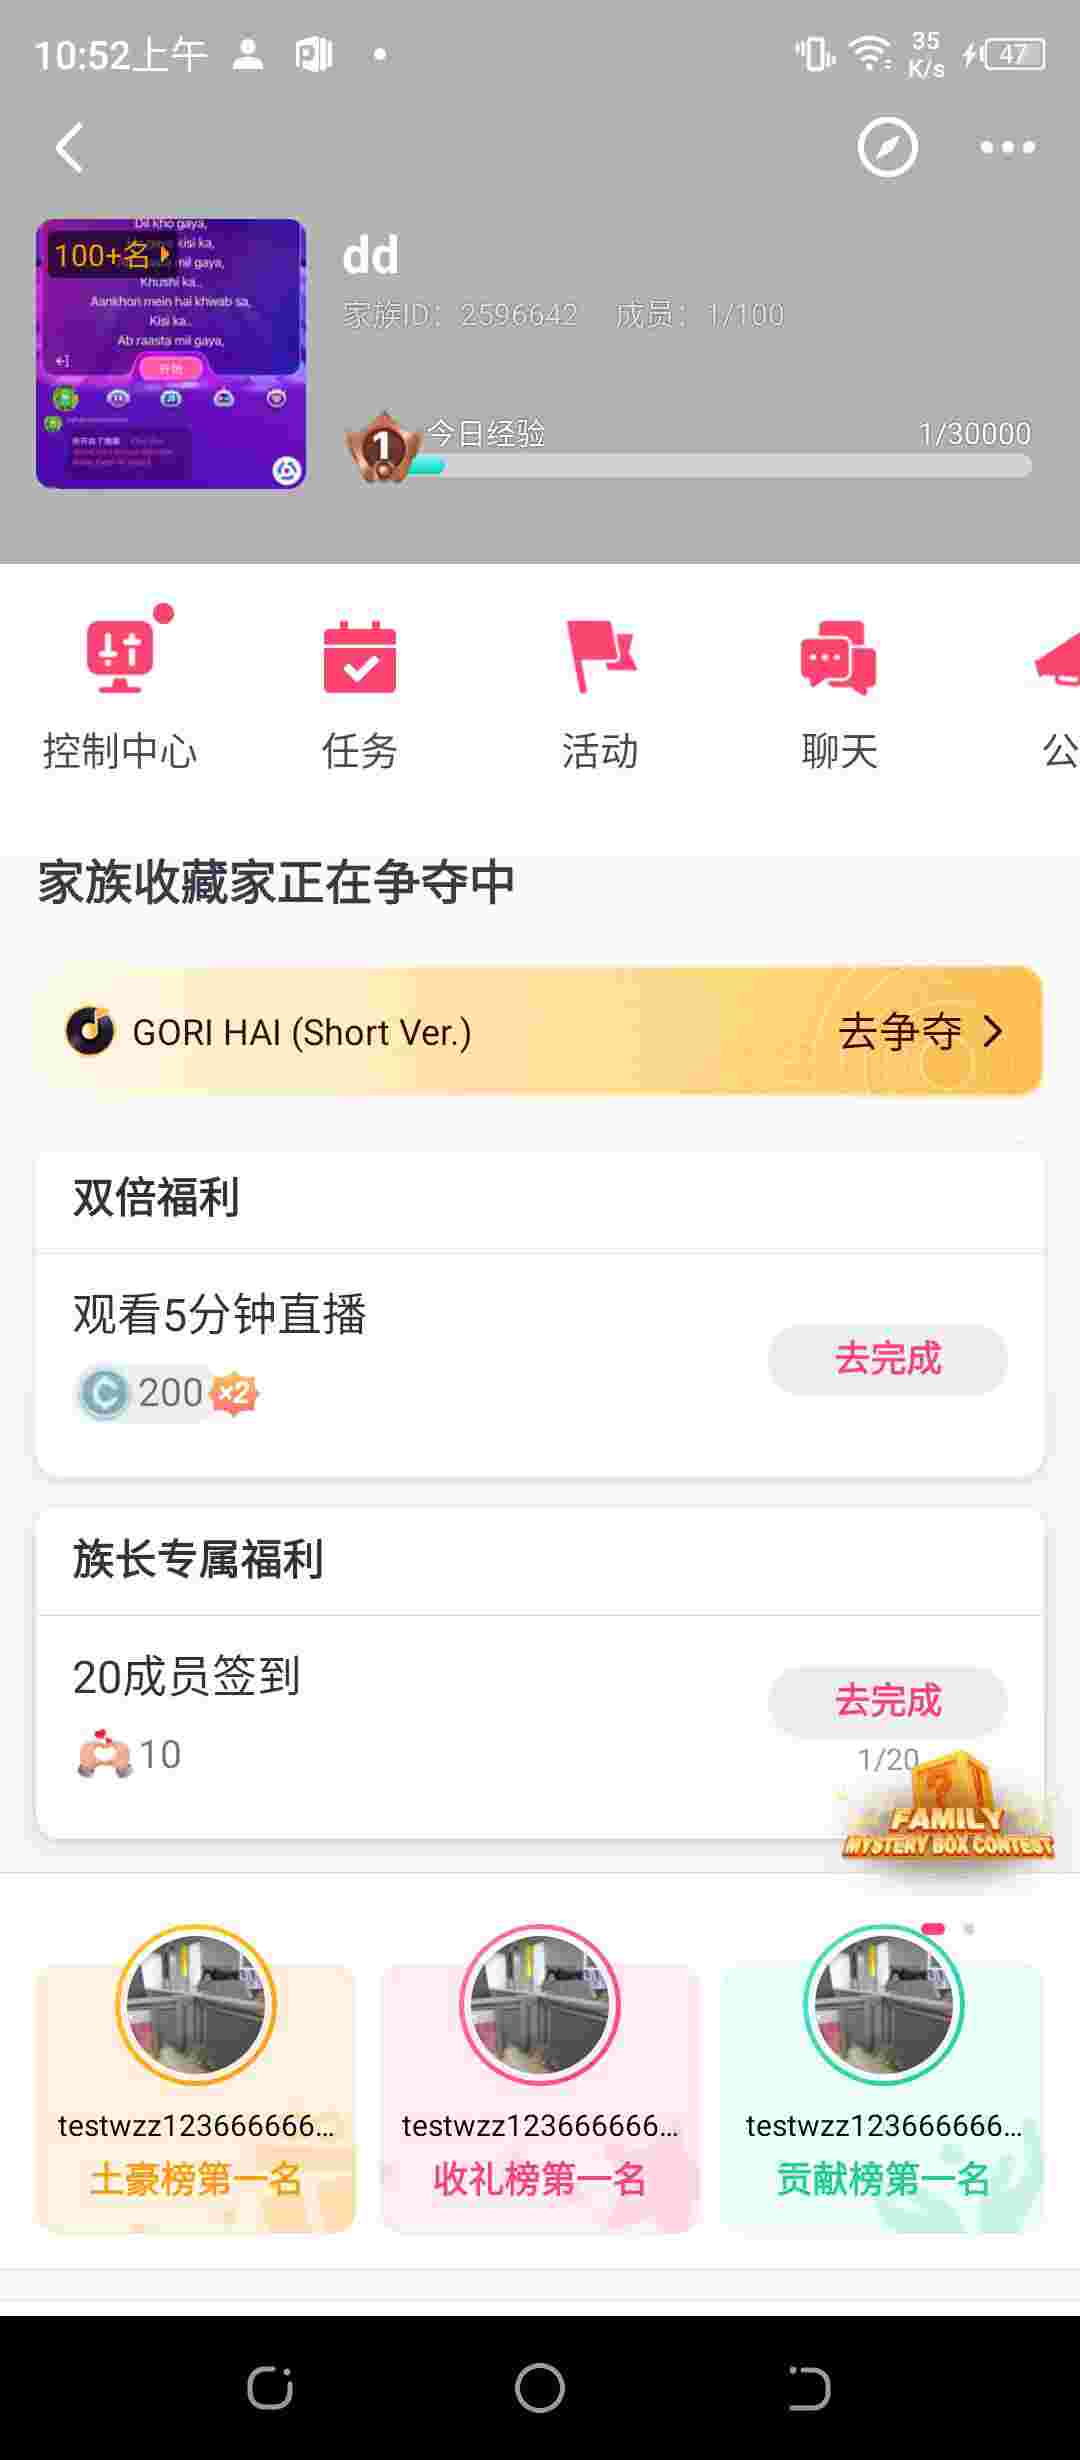 10:52上午
35
K/s
47
Dil kho gaya,
kisi ka,
mil gaya,
100+名
Khushi ka..
Aankhon mein hai khwab sa,
Kisi ka..
Ab raasta mil gaya,
开始
dd
家族ID：2596642 成员：1/100
1
今日经验 1/30000
控制中心 任务 活动 聊天 公
家族收藏家正在争夺中
GORI HAI (Short Ver.) 去争夺
双倍福利
观看5分钟直播
去完成
200 ×2
族长专属福利
20成员签到
去完成
10
1/20
FAMILY
MYSTERY BOX CONTEST
testwzz123666666... testwzz123666666... testwzz123666666...
土豪榜第一名 收礼榜第一名 贡献榜第一名